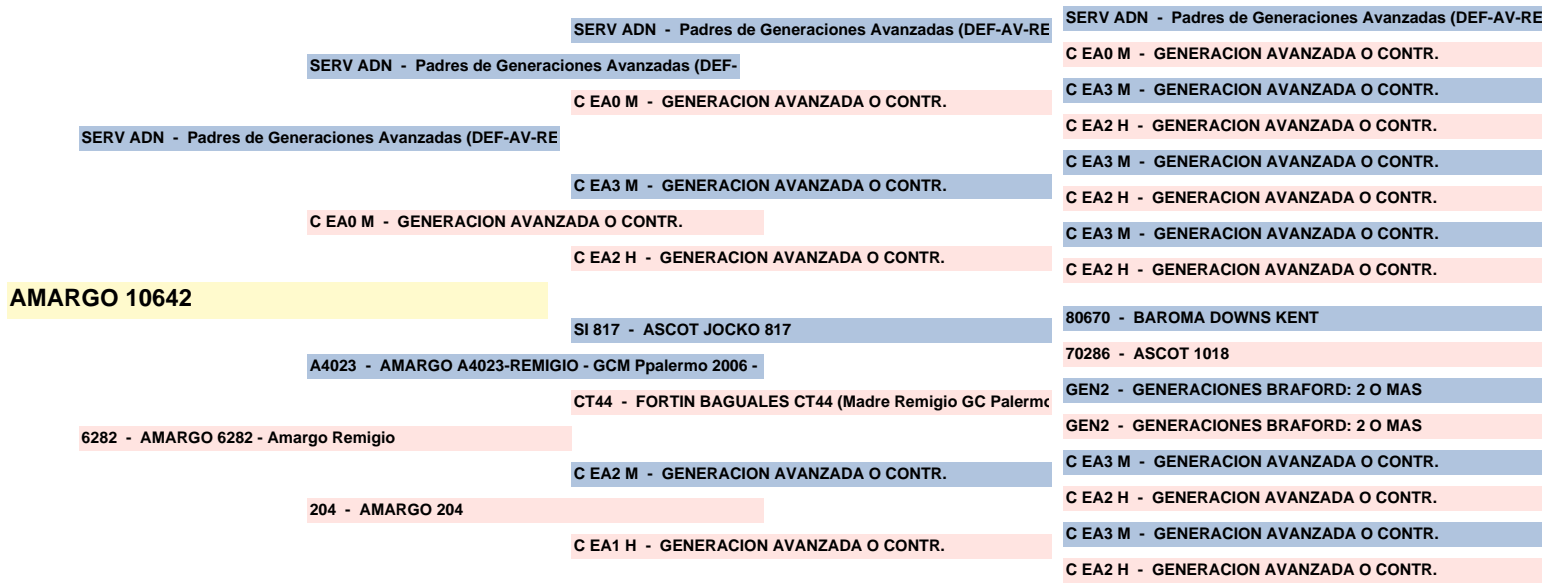 SERV ADN - Padres de Generaciones Avanzadas (DEF-AV-RE
SERV ADN - Padres de Generaciones Avanzadas (DEF-AV-RE
C EA0 M - GENERACION AVANZADA O CONTR.
SERV ADN - Padres de Generaciones Avanzadas (DEF-
C EA3 M - GENERACION AVANZADA O CONTR.
C EA0 M - GENERACION AVANZADA O CONTR.
C EA2 H - GENERACION AVANZADA O CONTR.
SERV ADN - Padres de Generaciones Avanzadas (DEF-AV-RE
C EA3 M - GENERACION AVANZADA O CONTR.
C EA3 M - GENERACION AVANZADA O CONTR.
C EA2 H - GENERACION AVANZADA O CONTR.
C EA0 M - GENERACION AVANZADA O CONTR.
C EA3 M - GENERACION AVANZADA O CONTR.
C EA2 H - GENERACION AVANZADA O CONTR.
C EA2 H - GENERACION AVANZADA O CONTR.
AMARGO 10642
80670 - BAROMA DOWNS KENT
SI 817 - ASCOT JOCKO 817
70286 - ASCOT 1018
A4023 - AMARGO A4023-REMIGIO - GCM Ppalermo 2006 -
GEN2 - GENERACIONES BRAFORD: 2 O MAS
CT44 - FORTIN BAGUALES CT44 (Madre Remigio GC Palermo
GEN2 - GENERACIONES BRAFORD: 2 O MAS
6282 - AMARGO 6282 - Amargo Remigio
C EA3 M - GENERACION AVANZADA O CONTR.
C EA2 M - GENERACION AVANZADA O CONTR.
C EA2 H - GENERACION AVANZADA O CONTR.
204 - AMARGO 204
C EA3 M - GENERACION AVANZADA O CONTR.
C EA1 H - GENERACION AVANZADA O CONTR.
C EA2 H - GENERACION AVANZADA O CONTR.